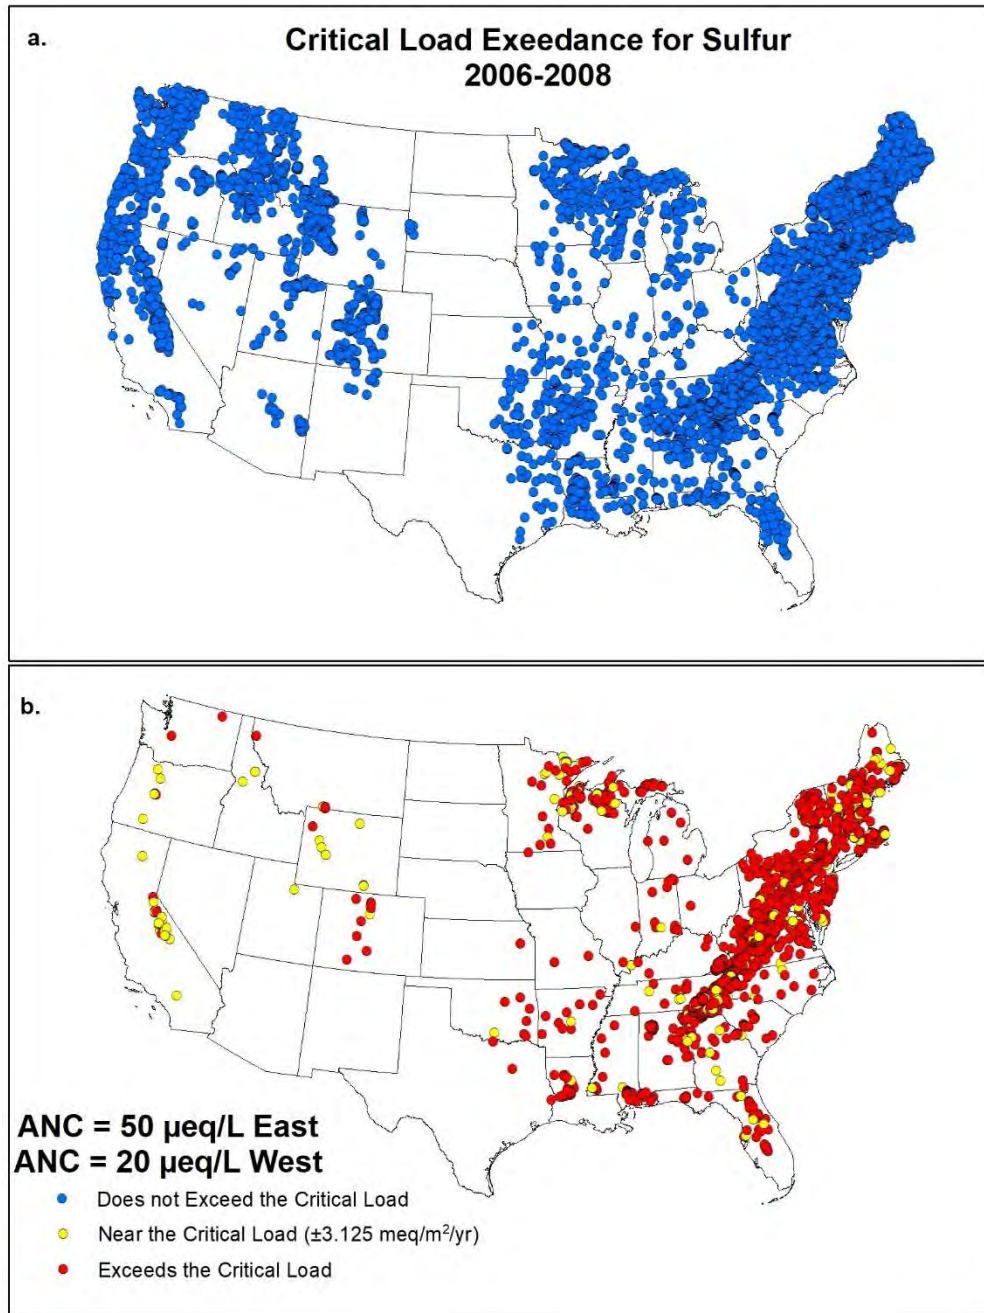 a.
Critical Load Exeedance for Sulfur
2006-2008
b.
ANC = 50 µeq/L East
ANC = 20 µeq/L West
Does not Exceed the Critical Load
Near the Critical Load (±3.125 meq/m²/yr)
Exceeds the Critical Load